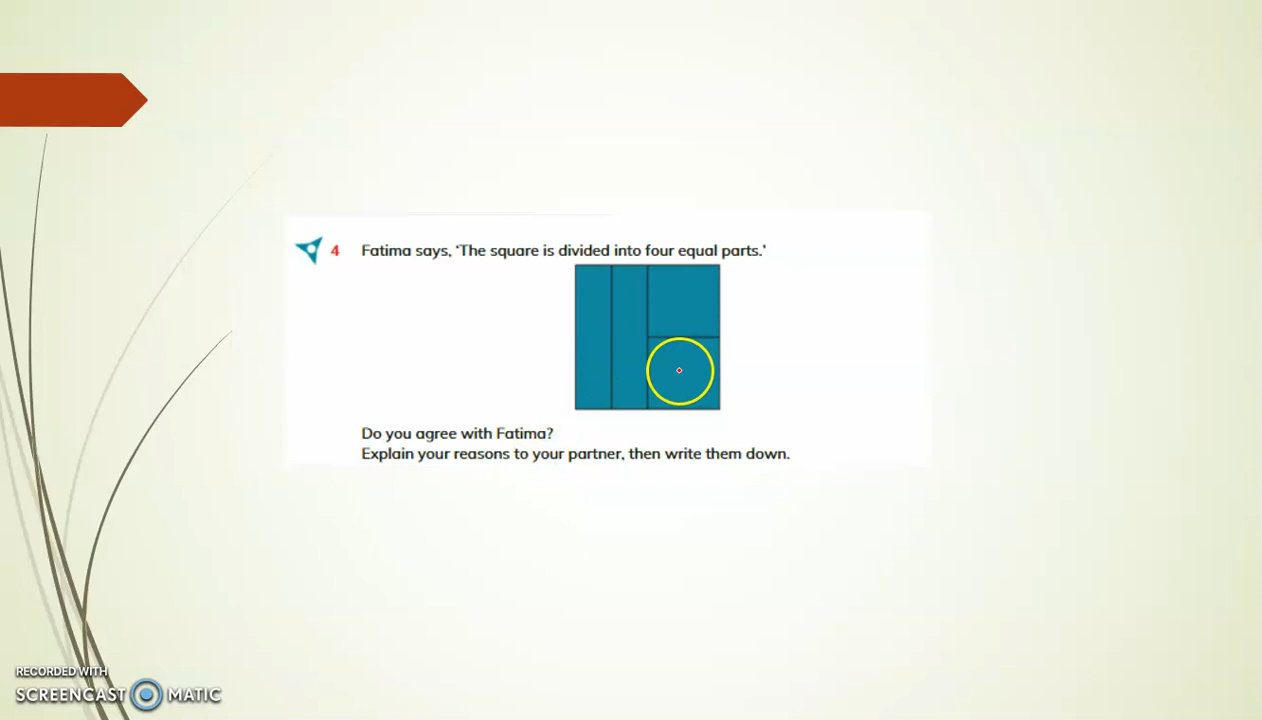 4 Fatima says, ‘The square is divided into four equal parts.’
Do you agree with Fatima?
Explain your reasons to your partner, then write them down.
RECORDED WITH
SCREENCAST MATIC